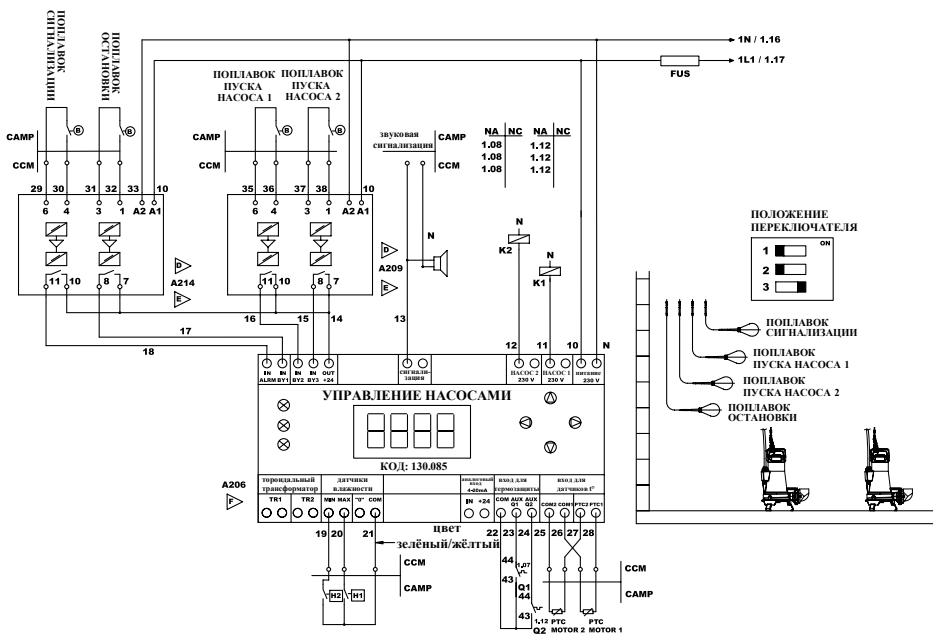 ПОПЛАВОК
СИГНАЛИЗАЦИИ
ПОПЛАВОК
ОСТАНОВКИ
ПОПЛАВОК
ПУСКА
НАСОСА 1
ПОПЛАВОК
ПУСКА
НАСОСА 2
1N / 1.16
1L1 / 1.17
FUS
B
B
B
B
CAMP
CCM
звуковая
сигнализация
CAMP
CCM
NA NC NA NC
1.08 1.12
1.08 1.12
1.08 1.12
29 30 31 32 33 10
6 4 3 1 A2 A1
35 36 37 38 10
6 4 3 1 A2 A1
11 10 8 7
11 10 8 7
D
A214
E
D
A209
E
N
N
K2
N
K1
ПОЛОЖЕНИЕ
ПЕРЕКЛЮЧАТЕЛЯ
ON
1
2
3
16 15 14 13
17
18
12 11 10 N
ПОПЛАВОК
СИГНАЛИЗАЦИИ
ПОПЛАВОК
ПУСКА НАСОСА 1
ПОПЛАВОК
ПУСКА НАСОСА 2
ПОПЛАВОК
ОСТАНОВКИ
IN ALRM
IN BY1
IN BY2
IN BY3
OUT +24
сигнали-
зация
НАСОС 2
230 V
НАСОС 1
230 V
питание
230 V
УПРАВЛЕНИЕ НАСОСАМИ
КОД: 130.085
A206
F
тороидальный
трансформатор
датчики
влажности
аналоговый
вход
4-20mA
вход для
термозащиты
вход для
датчиков t°
TR1 TR2 MIN MAX "0" COM
IN +24
COM
AUX Q1
AUX Q2
COM2 COM1 PTC2 PTC1
19 20 21
цвет
зелёный/жёлтый
22 23 24 25 26 27 28
CCM
CAMP
H2 H1
44 1.07
43 Q1
44
43
1.12
Q2
CCM
CAMP
PTC
MOTOR 2
PTC
MOTOR 1